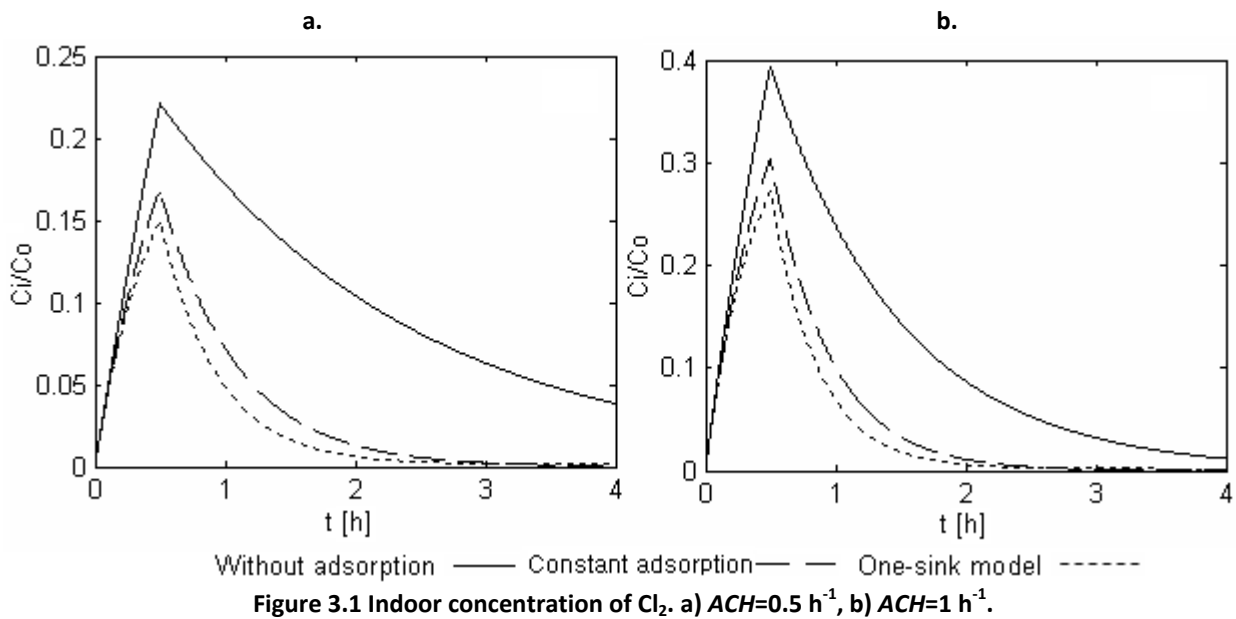 a.
b.
0.25
0.2
0.15
0.1
0.05
0
Ci/Co
0 1 2 3 4
t [h]
0.4
0.3
0.2
0.1
0
Ci/Co
0 1 2 3 4
t [h]
Without adsorption Constant adsorption One-sink model
Figure 3.1 Indoor concentration of Cl₂. a) ACH=0.5 h⁻¹, b) ACH=1 h⁻¹.